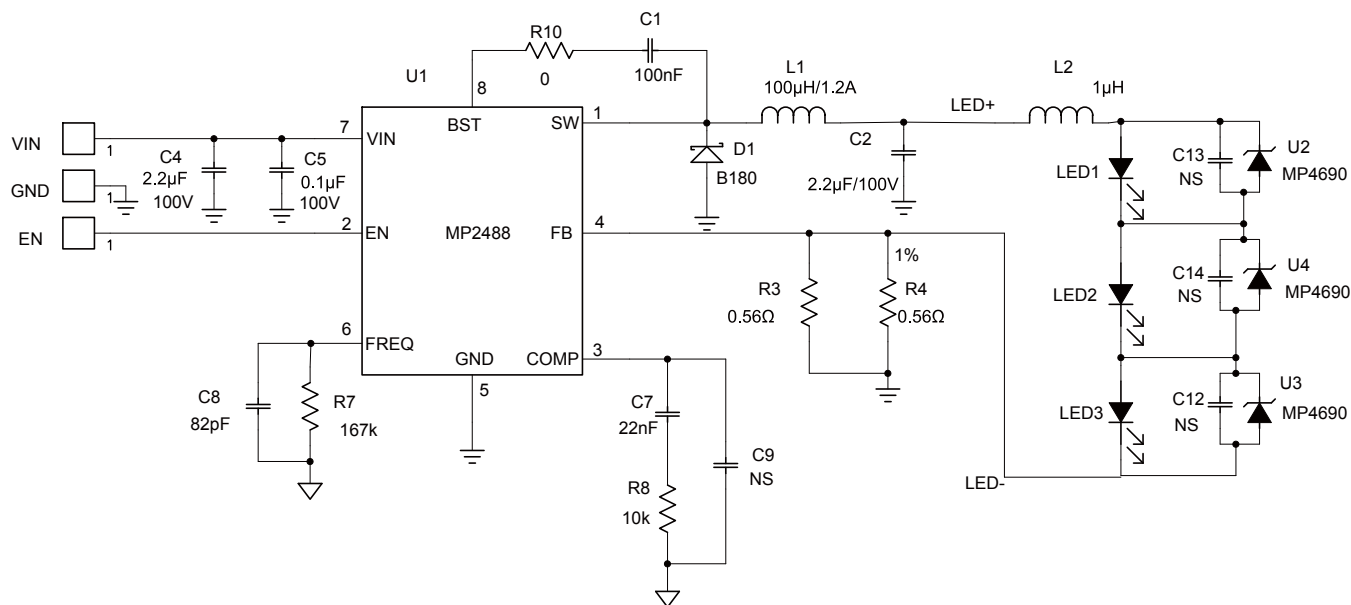 R10
0
C1
100nF
U1
8
BST
L1
100µH/1.2A
LED+
L2
1µH
VIN
1
7
VIN
SW
1
C4
2.2µF
100V
C5
0.1µF
100V
GND
1
EN
1
2
EN
MP2488
FB
4
D1
B180
C2
2.2µF/100V
LED1
C13
NS
U2
MP4690
1%
R3
0.56Ω
R4
0.56Ω
LED2
C14
NS
U4
MP4690
6
FREQ
GND
5
COMP
3
C8
82pF
R7
167k
C7
22nF
C9
NS
R8
10k
LED3
C12
NS
U3
MP4690
LED-